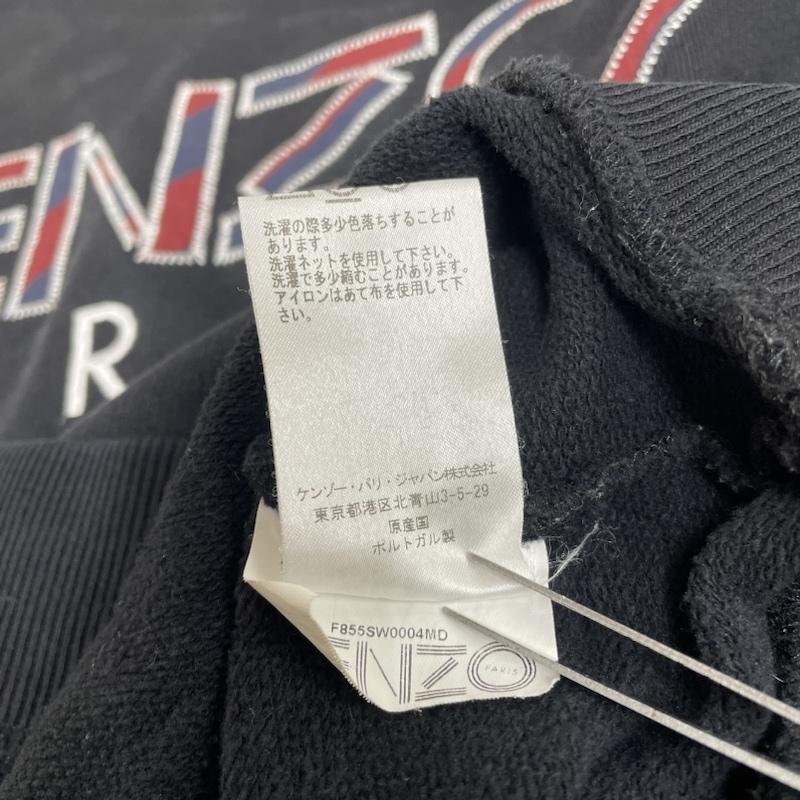 ENZO
R
洗濯の際多少色落ちすることが
あります。
洗濯ネットを使用して下さい。
洗濯で多少縮むことがあります。
アイロンはあて布を使用して下
さい。
ケンゾー・パリ・ジャパン株式会社
東京都港区北青山3-5-29
原産国
ポルトガル製
F855SW0004MD
ENZO
PARIS